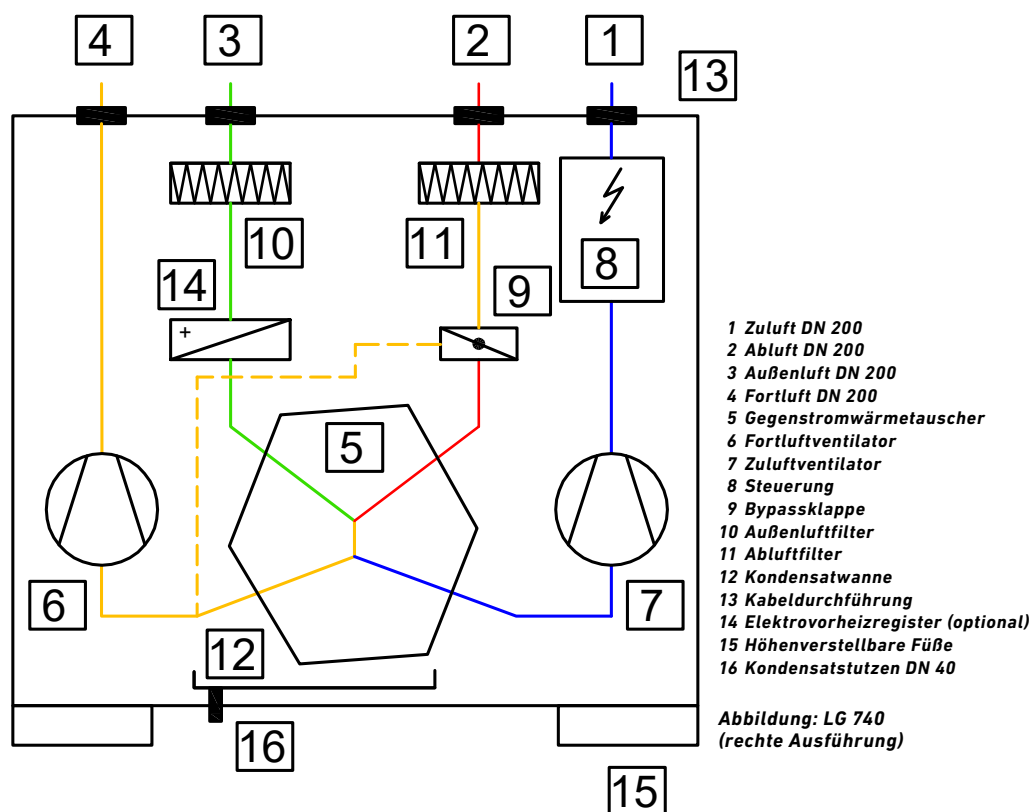 4 3 2 1
13
10 11 8
14 9
+
5
6 7
12
16
15
1 Zuluft DN 200
2 Abluft DN 200
3 Außenluft DN 200
4 Fortluft DN 200
5 Gegenstromwärmetauscher
6 Fortluftventilator
7 Zuluftventilator
8 Steuerung
9 Bypassklappe
10 Außenluftfilter
11 Abluftfilter
12 Kondensatwanne
13 Kabeldurchführung
14 Elektrovorheizregister (optional)
15 Höhenverstellbare Füße
16 Kondensatstutzen DN 40
Abbildung: LG 740
(rechte Ausführung)